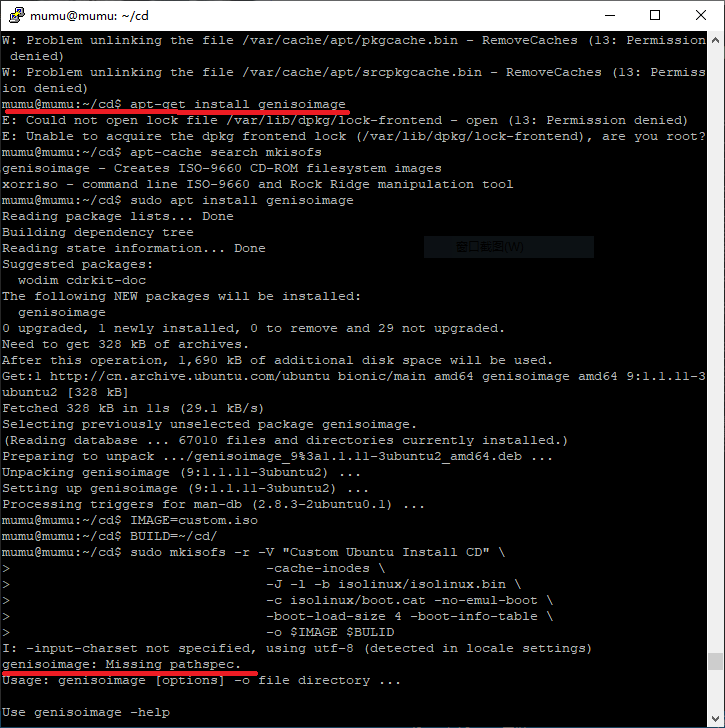 mumu@mumu: ~/cd
W: Problem unlinking the file /var/cache/apt/pkgcache.bin - RemoveCaches (13: Permission
 denied)
W: Problem unlinking the file /var/cache/apt/srcpkgcache.bin - RemoveCaches (13: Permiss
ion denied)
mumu@mumu:~/cd$ apt-get install genisoimage
E: Could not open lock file /var/lib/dpkg/lock-frontend - open (13: Permission denied)
E: Unable to acquire the dpkg frontend lock (/var/lib/dpkg/lock-frontend), are you root?
mumu@mumu:~/cd$ apt-cache search mkisofs
genisoimage - Creates ISO-9660 CD-ROM filesystem images
xorriso - command line ISO-9660 and Rock Ridge manipulation tool
mumu@mumu:~/cd$ sudo apt install genisoimage
Reading package lists... Done
Building dependency tree
Reading state information... Done
窗口截图(W)
Suggested packages:
  wodim cdrkit-doc
The following NEW packages will be installed:
  genisoimage
0 upgraded, 1 newly installed, 0 to remove and 29 not upgraded.
Need to get 328 kB of archives.
After this operation, 1,690 kB of additional disk space will be used.
Get:1 http://cn.archive.ubuntu.com/ubuntu bionic/main amd64 genisoimage amd64 9:1.1.11-3
ubuntu2 [328 kB]
Fetched 328 kB in 11s (29.1 kB/s)
Selecting previously unselected package genisoimage.
(Reading database ... 67010 files and directories currently installed.)
Preparing to unpack .../genisoimage_9%3a1.1.11-3ubuntu2_amd64.deb ...
Unpacking genisoimage (9:1.1.11-3ubuntu2) ...
Setting up genisoimage (9:1.1.11-3ubuntu2) ...
Processing triggers for man-db (2.8.3-2ubuntu0.1) ...
mumu@mumu:~/cd$ IMAGE=custom.iso
mumu@mumu:~/cd$ BUILD=~/cd/
mumu@mumu:~/cd$ sudo mkisofs -r -V "Custom Ubuntu Install CD" \
>                                -cache-inodes \
>                                -J -l -b isolinux/isolinux.bin \
>                                -c isolinux/boot.cat -no-emul-boot \
>                                -boot-load-size 4 -boot-info-table \
>                                -o $IMAGE $BULID
I: -input-charset not specified, using utf-8 (detected in locale settings)
genisoimage: Missing pathspec.
Usage: genisoimage [options] -o file directory ...

Use genisoimage -help